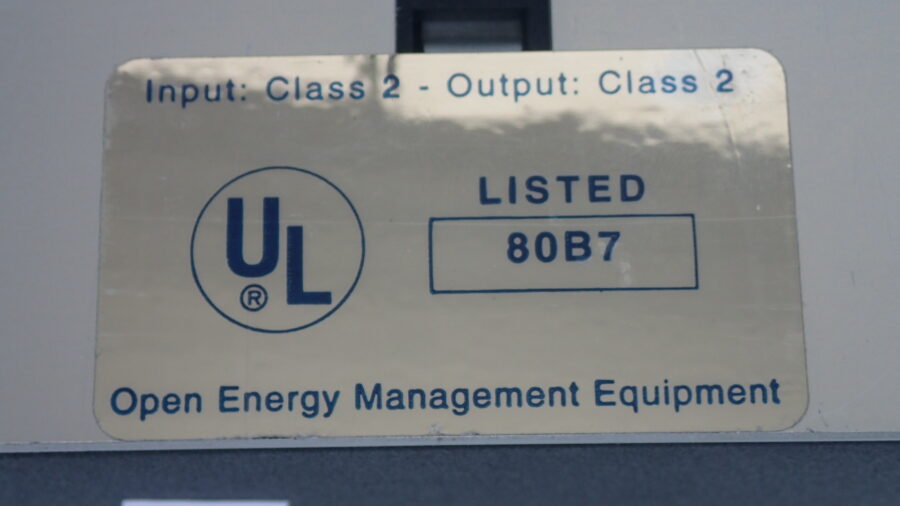 Input: Class 2 - Output: Class 2
UL
®
LISTED
80B7
Open Energy Management Equipment